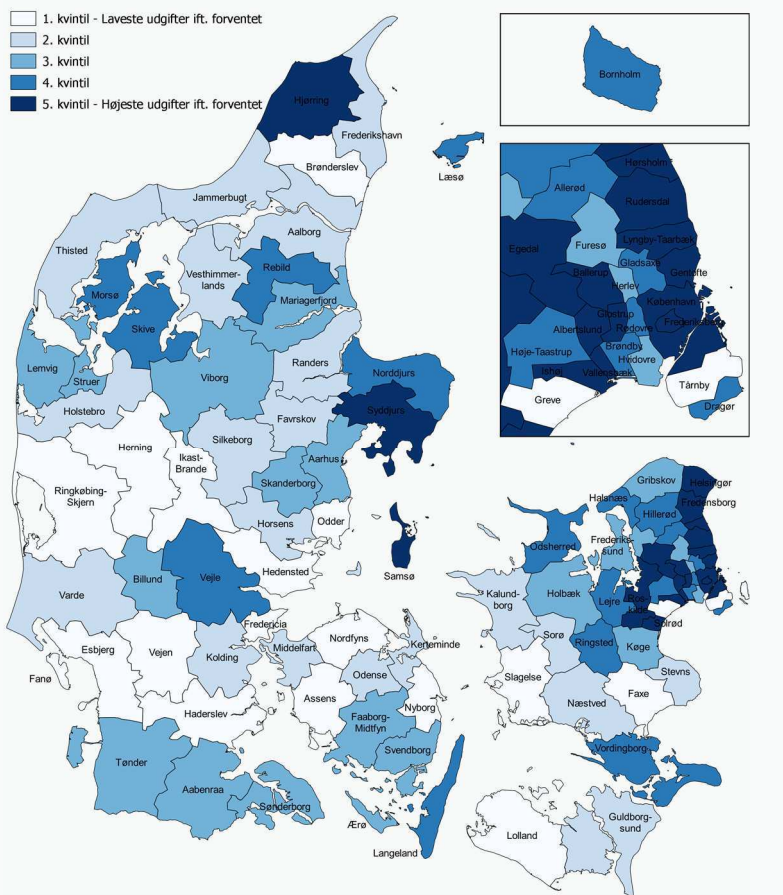 1. kvintil - Laveste udgifter ift. forventet
2. kvintil
3. kvintil
4. kvintil
5. kvintil - Højeste udgifter ift. forventet
Hjørring
Frederikshavn
Brønderslev
Læsø
Jammerbugt
Aalborg
Thisted
Vesthimmer-
lands
Rebild
Morsø
Mariagerfjord
Skive
Lemvig
Struer
Viborg
Randers
Norddjurs
Holstebro
Favrskov
Syddjurs
Silkeborg
Herning
Ikast-
Brande
Aarhus
Skanderborg
Ringkøbing-
Skjern
Horsens
Odder
Samsø
Hedensted
Billund
Vejle
Varde
Fredericia
Esbjerg
Vejen
Kolding
Middelfart
Nordfyns
Kerteminde
Fanø
Odense
Assens
Nyborg
Haderslev
Faaborg-
Midtfyn
Svendborg
Tønder
Aabenraa
Sønderborg
Ærø
Langeland
Bornholm
Hørsholm
Allerød
Rudersdal
Egedal
Furesø
Lyngby-Taarbæk
Gladsaxe
Ballerup
Gentofte
Herlev
København
Glostrup
Frederiksberg
Albertslund
Rødovre
Brøndby
Høje-Taastrup
Hvidovre
Ishøj
Vallensbæk
Tårnby
Greve
Dragør
Gribskov
Helsingør
Halsnæs
Fredensborg
Hillerød
Odsherred
Frederiks-
sund
Kalund-
borg
Holbæk
Lejre
Ros-
kilde
Solrød
Sorø
Ringsted
Køge
Stevns
Slagelse
Faxe
Næstved
Vordingborg
Lolland
Guldborg-
sund